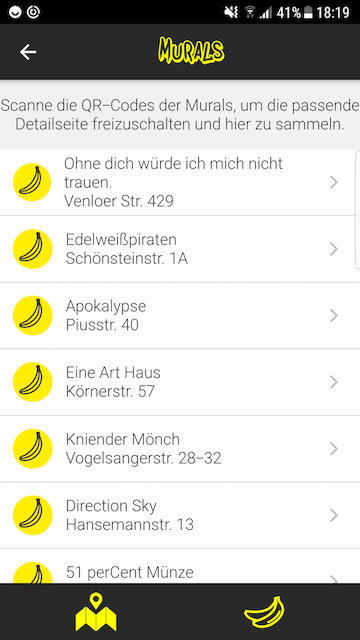 41% 18:19
MURALS
Scanne die QR-Codes der Murals, um die passende
Detailseite freizuschalten und hier zu sammeln.
Ohne dich würde ich mich nicht
trauen.
Venloer Str. 429
Edelweißpiraten
Schönsteinstr. 1A
Apokalypse
Piusstr. 40
Eine Art Haus
Körnerstr. 57
Kniender Mönch
Vogelsangerstr. 28-32
Direction Sky
Hansemannstr. 13
51 perCent Münze